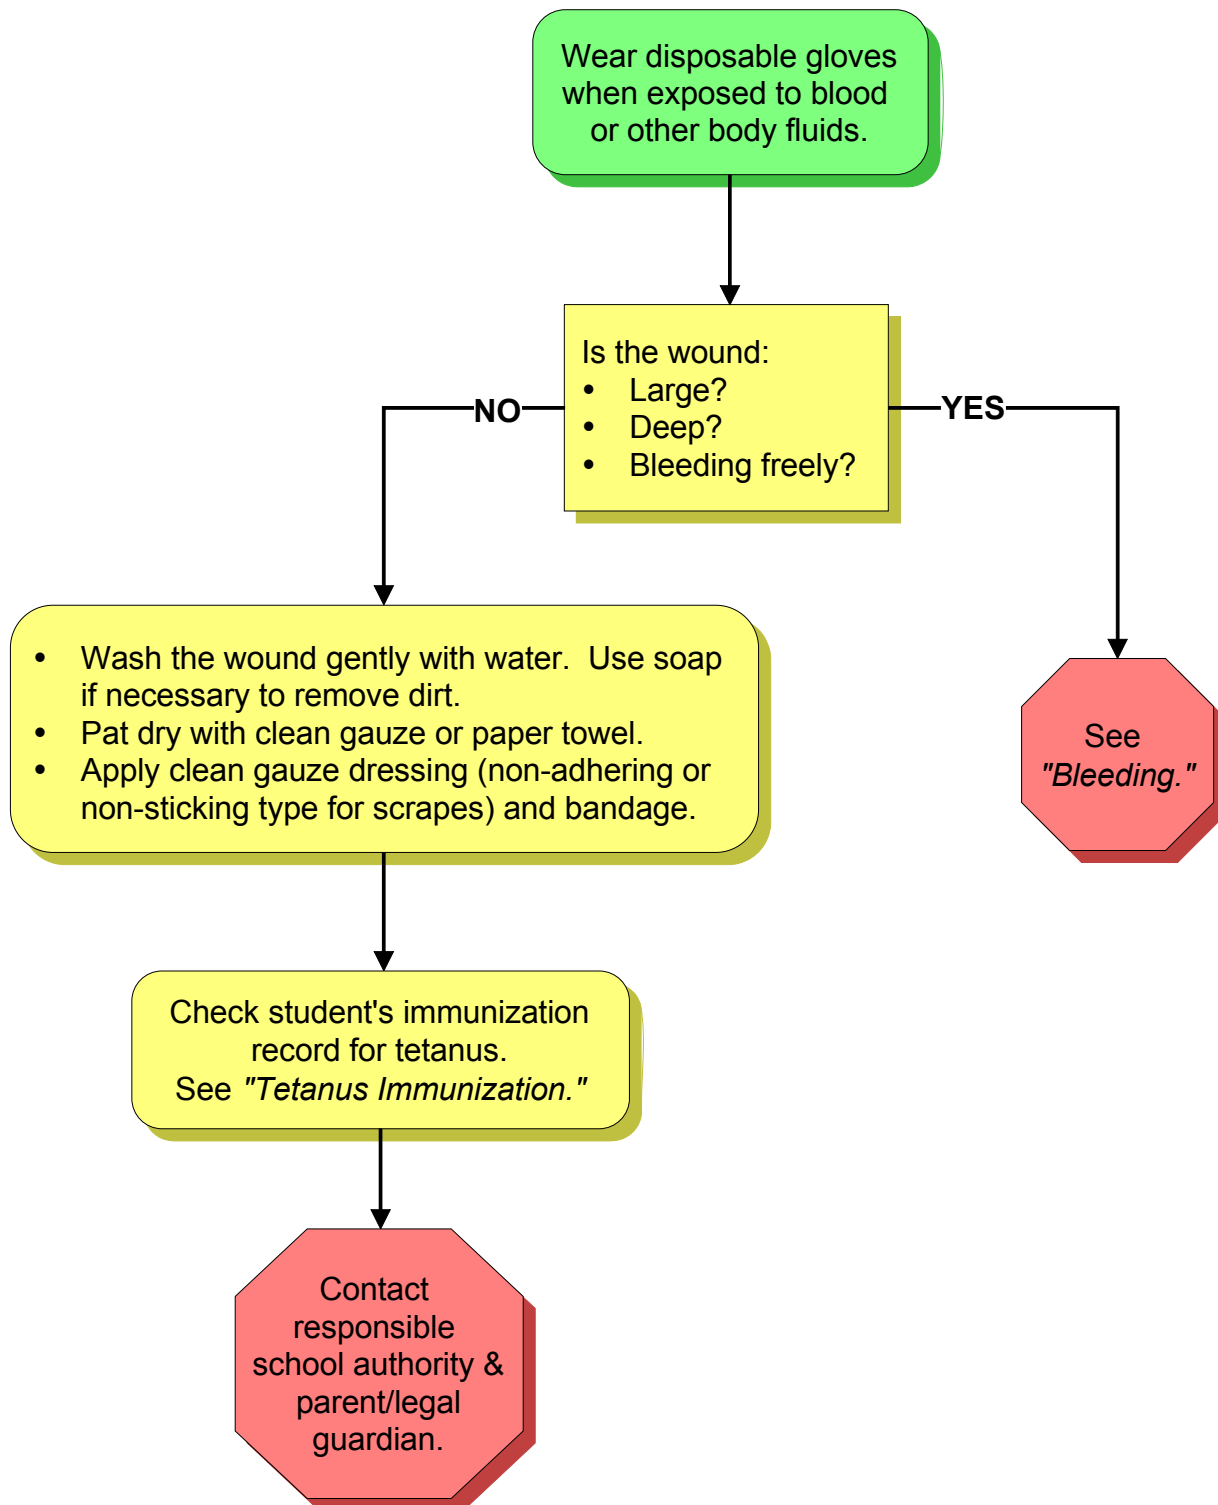 Wear disposable gloves
when exposed to blood
or other body fluids.
Is the wound:
• Large?
• Deep?
• Bleeding freely?
NO
YES
• Wash the wound gently with water.  Use soap
if necessary to remove dirt.
• Pat dry with clean gauze or paper towel.
• Apply clean gauze dressing (non-adhering or
non-sticking type for scrapes) and bandage.
See
"Bleeding."
Check student's immunization
record for tetanus.
See "Tetanus Immunization."
Contact
responsible
school authority &
parent/legal
guardian.